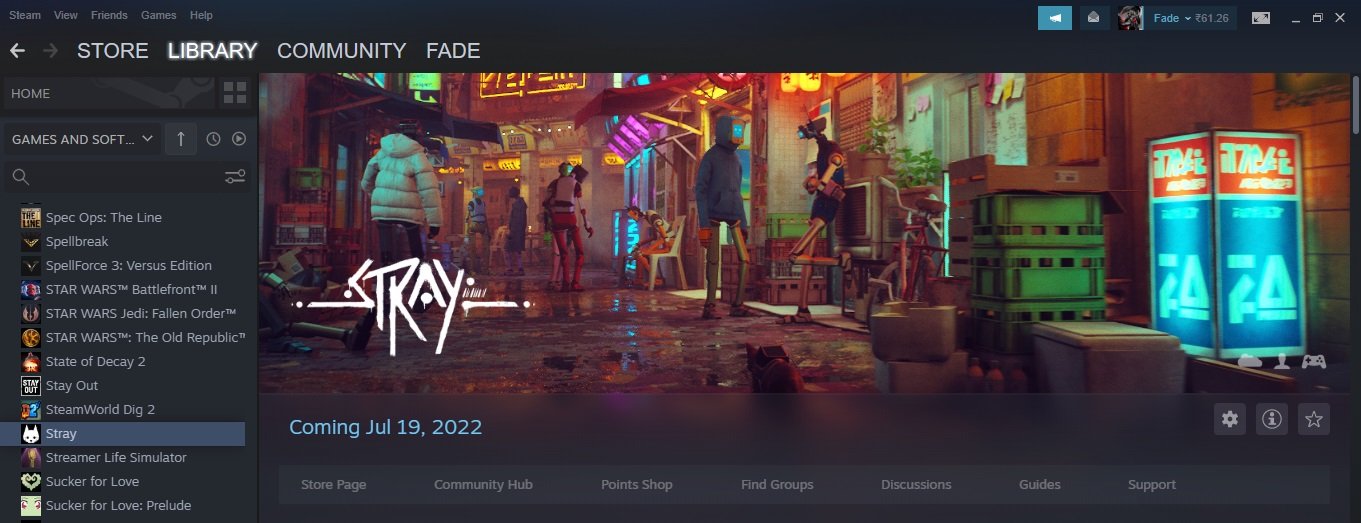 Steam View Friends Games Help
Fade ₹61.26
STORE LIBRARY COMMUNITY FADE
HOME
GAMES AND SOFT...
Spec Ops: The Line
Spellbreak
SpellForce 3: Versus Edition
STAR WARS™ Battlefront™ II
STAR WARS Jedi: Fallen Order™
STAR WARS™: The Old Republic™
State of Decay 2
STAY OUT
Stay Out
SteamWorld Dig 2
Stray
Streamer Life Simulator
Sucker for Love
Sucker for Love: Prelude
STRAY
Coming Jul 19, 2022
Store Page Community Hub Points Shop Find Groups Discussions Guides Support